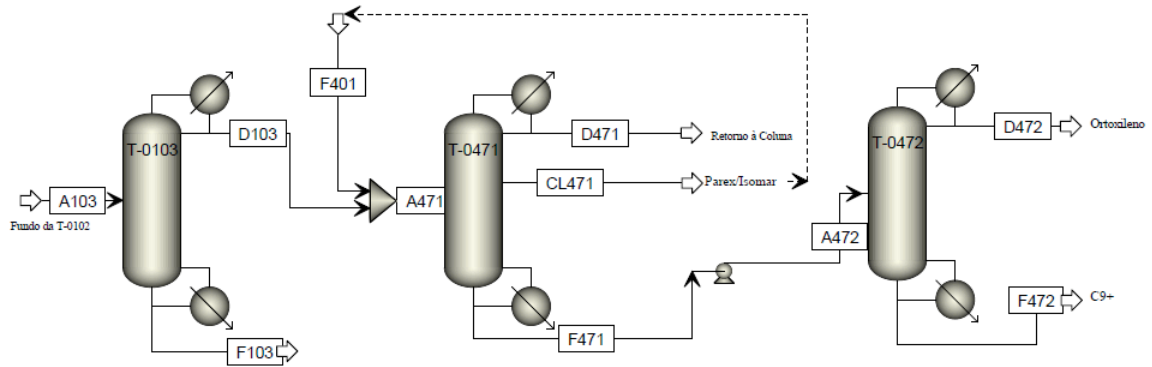 F401
D103
T-0103
A103
Fundo da T-0102
F103
A471
T-0471
D471
Retorno à Coluna
CL471
Parex/Isomar
F471
A472
T-0472
D472
Ortoxileno
F472
C9+